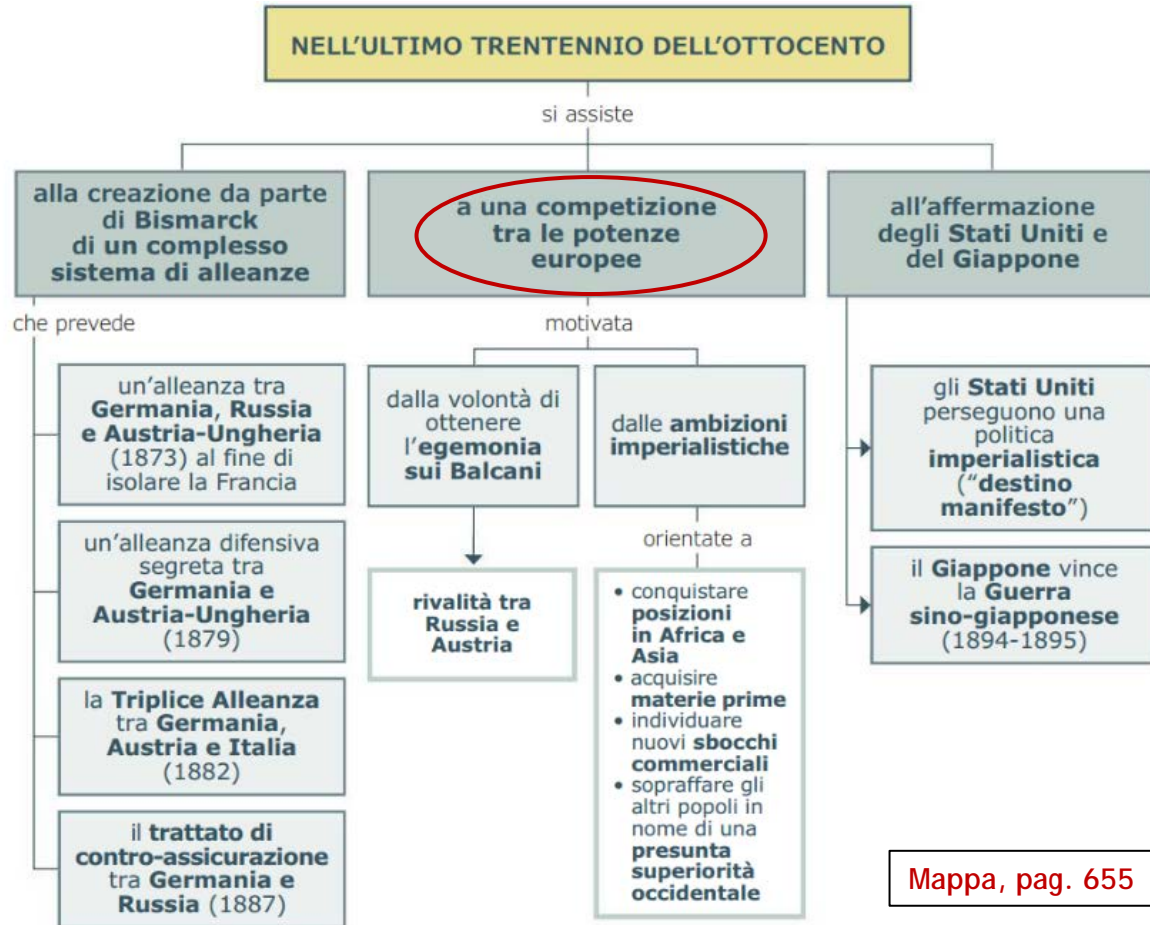 NELL'ULTIMO TRENTENNIO DELL'OTTOCENTO
si assiste
alla creazione da parte
di Bismarck
di un complesso
sistema di alleanze
che prevede
un'alleanza tra
Germania, Russia
e Austria-Ungheria
(1873) al fine di
isolare la Francia
un'alleanza difensiva
segreta tra
Germania e
Austria-Ungheria
(1879)
la Triplice Alleanza
tra Germania,
Austria e Italia
(1882)
il trattato di
contro-assicurazione
tra Germania e
Russia (1887)
a una competizione
tra le potenze
europee
motivata
dalla volontà di
ottenere
l'egemonia
sui Balcani
rivalità tra
Russia e
Austria
dalle ambizioni
imperialistiche
orientate a
• conquistare
posizioni
in Africa e
Asia
• acquisire
materie prime
• individuare
nuovi sbocchi
commerciali
• sopraffare gli
altri popoli in
nome di una
presunta
superiorità
occidentale
all'affermazione
degli Stati Uniti e
del Giappone
gli Stati Uniti
perseguono una
politica
imperialistica
("destino
manifesto")
il Giappone vince
la Guerra
sino-giapponese
(1894-1895)
Mappa, pag. 655